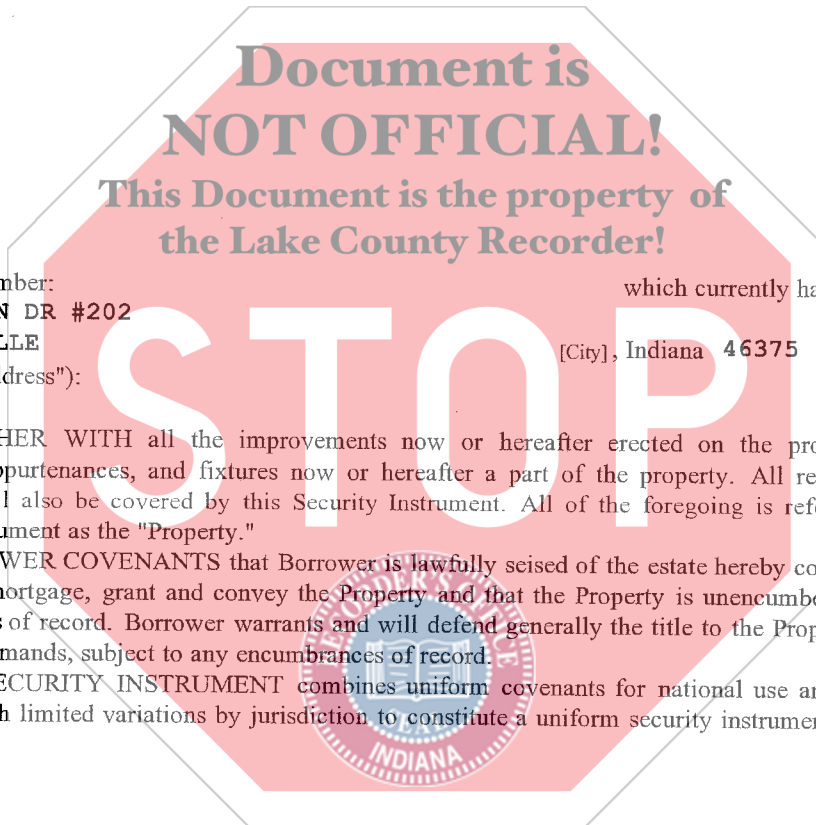 Document is
NOT OFFICIAL!
This Document is the property of
the Lake County Recorder!
mber:
which currently ha
N DR #202
LLE
[City], Indiana 46375
dress"):
STOP
HER WITH all the improvements now or hereafter erected on the pro
ppurtenances, and fixtures now or hereafter a part of the property. All re
l also be covered by this Security Instrument. All of the foregoing is refe
ument as the "Property."
WER COVENANTS that Borrower is lawfully seised of the estate hereby co
ortgage, grant and convey the Property and that the Property is unencumbe
s of record. Borrower warrants and will defend generally the title to the Prop
mands, subject to any encumbrances of record.
ECURITY INSTRUMENT combines uniform covenants for national use an
h limited variations by jurisdiction to constitute a uniform security instrumen
RECORDER'S OFFICE
SEAL
INDIANA